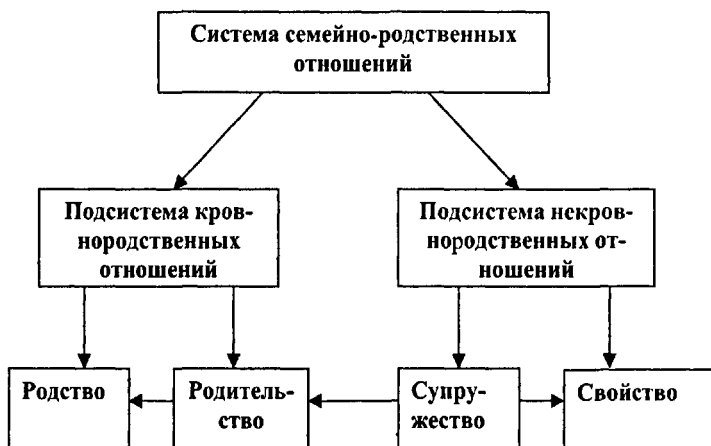 Система семейно-родственных
отношений
Подсистема кров-
нородственных
отношений
Подсистема некров-
нородственных от-
ношений
Родство
Родитель-
ство
Супру-
жество
Свойство